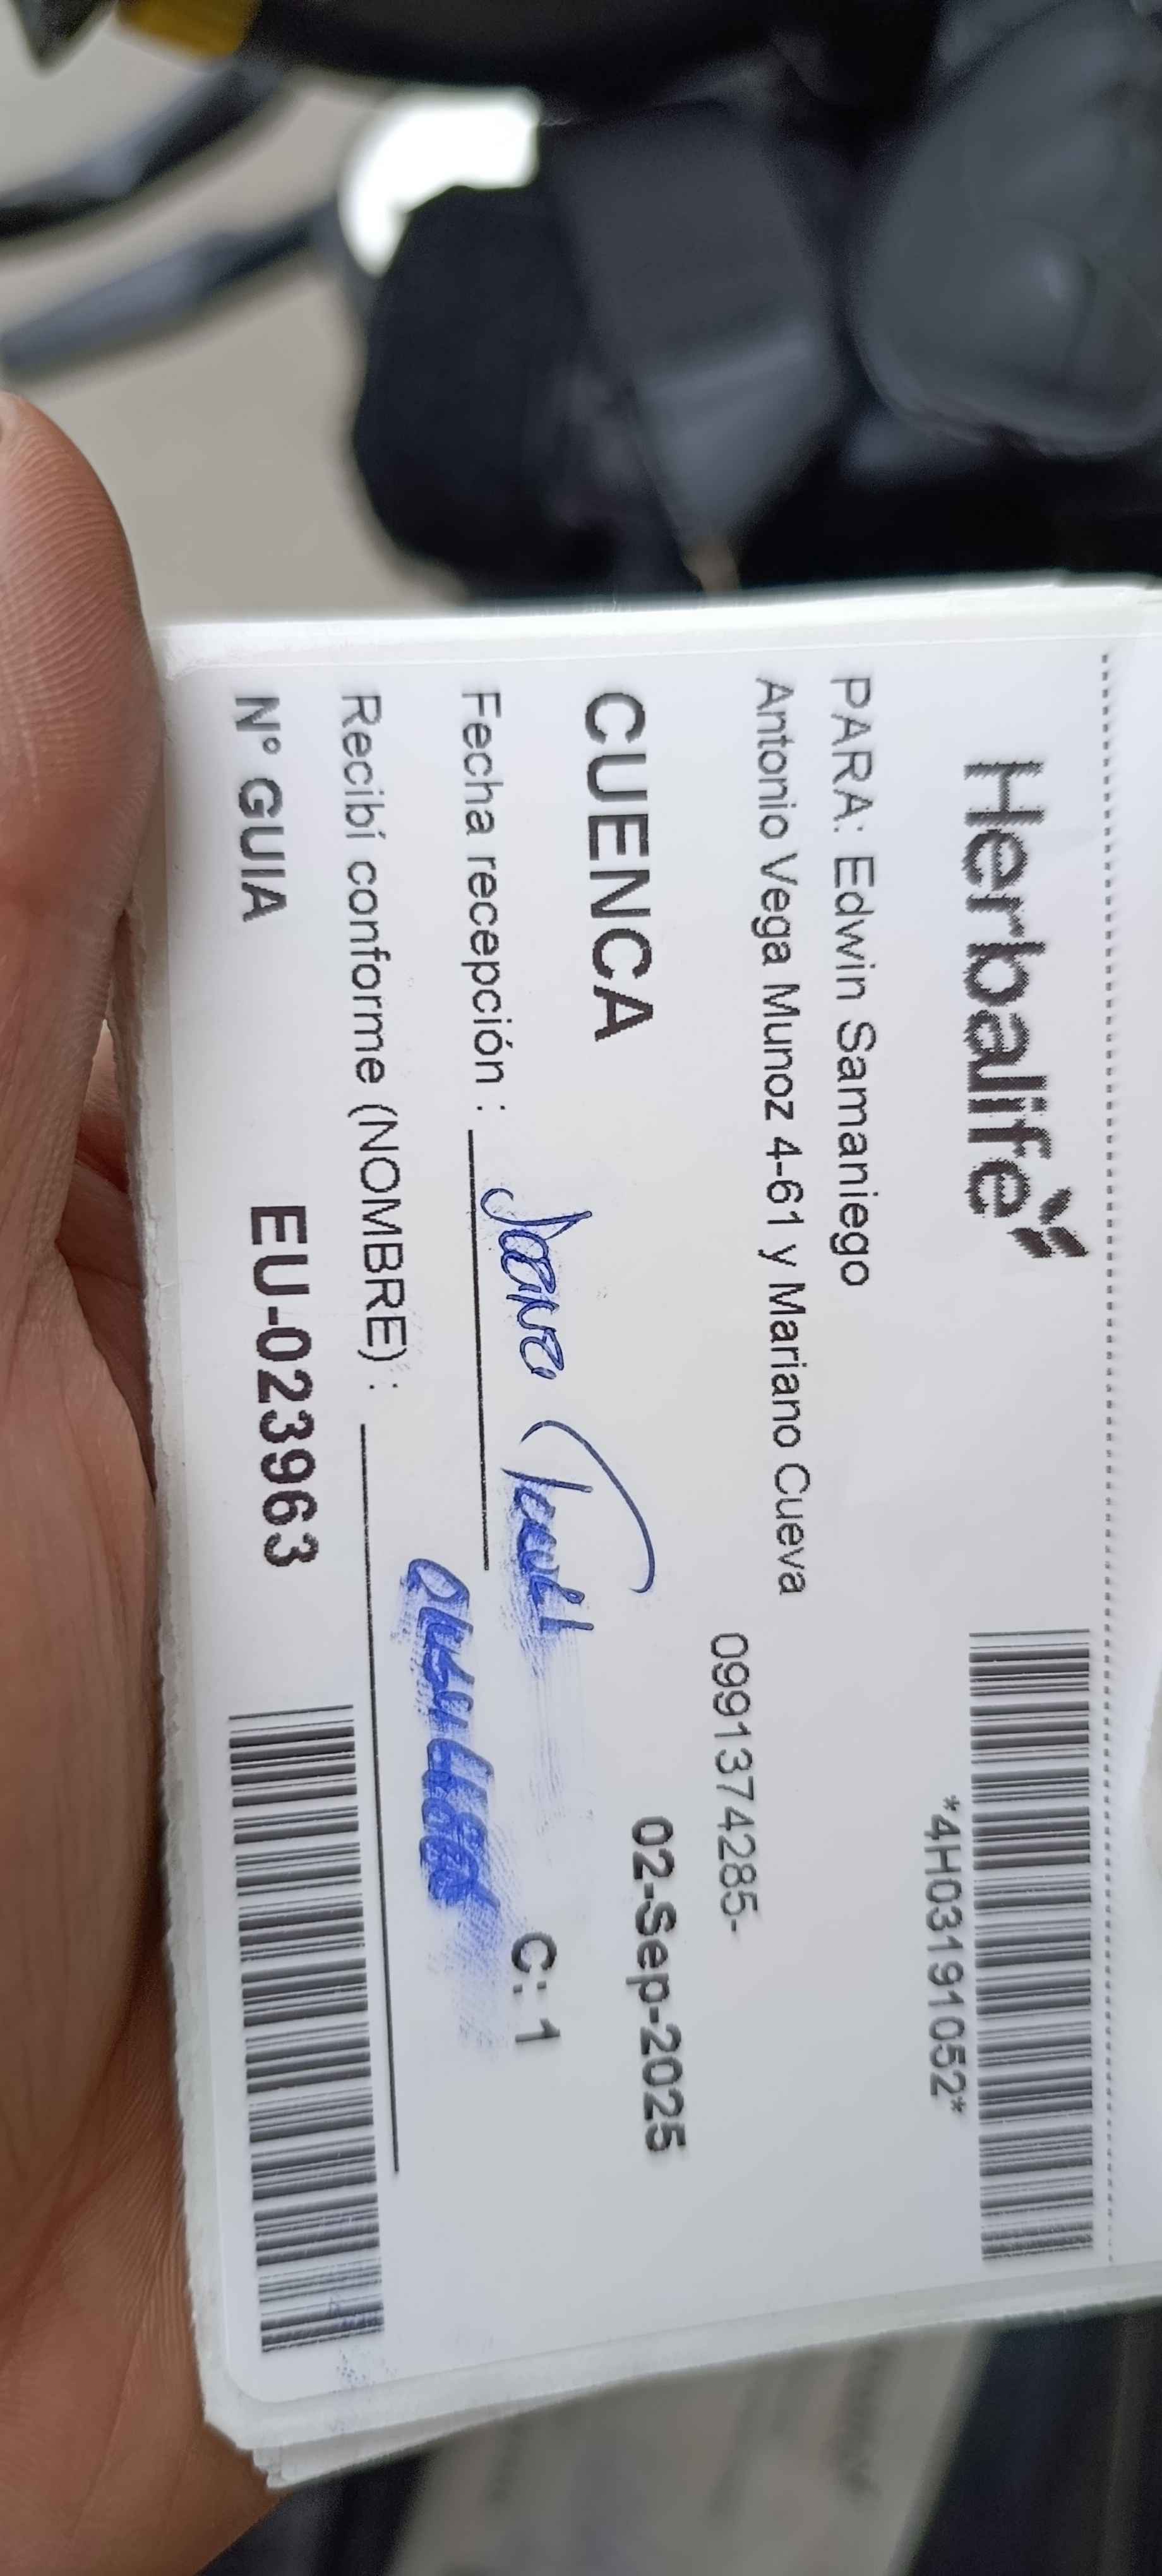 Herbalife
*4H03191052*
PARA: Edwin Samaniego
Antonio Vega Munoz 4-61 y Mariano Cueva
0991374285-
CUENCA
02-Sep-2025
Fecha recepción :
C: 1
Recibí conforme (NOMBRE) :
Nº GUIA EU-023963